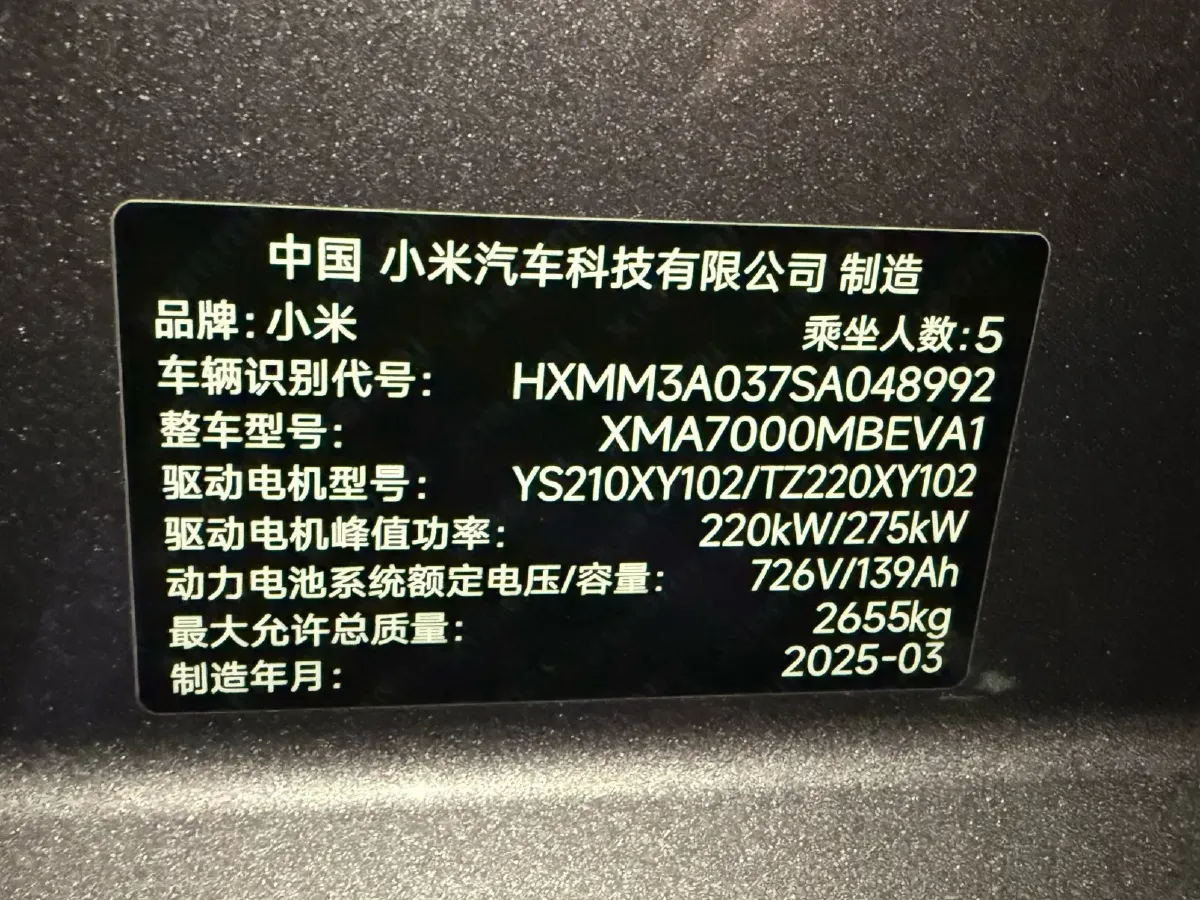 中国 小米汽车科技有限公司 制造
品牌:小米 乘坐人数:5
车辆识别代号: HXMM3A037SA048992
整车型号: XMA7000MBEVA1
驱动电机型号: YS210XY102/TZ220XY102
驱动电机峰值功率: 220kW/275kW
动力电池系统额定电压/容量: 726V/139Ah
最大允许总质量: 2655kg
制造年月: 2025-03